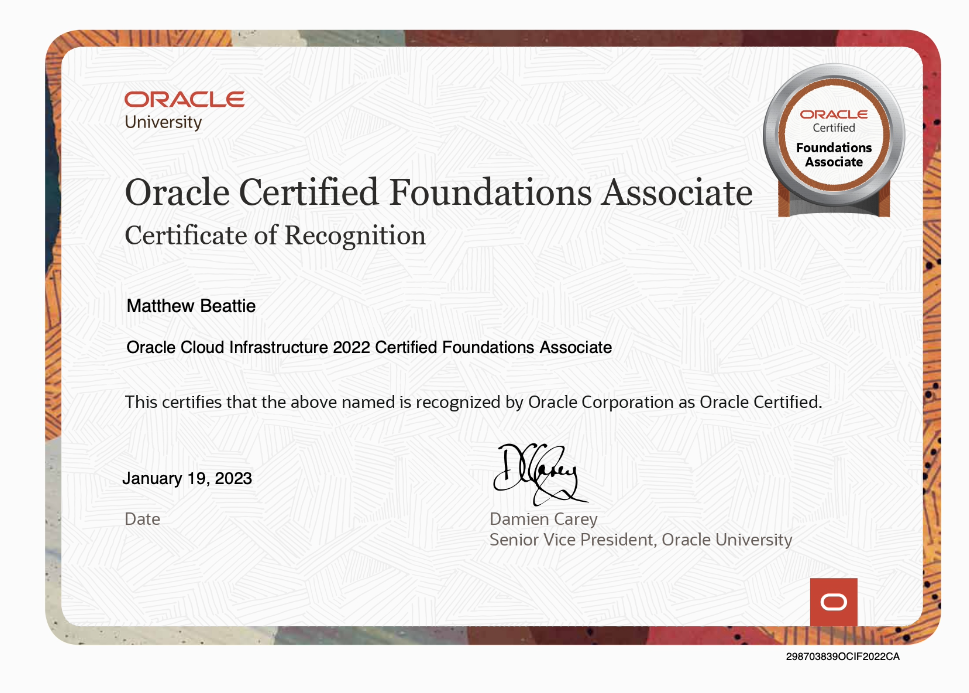 ORACLE
University
ORACLE
Certified
Foundations
Associate
Oracle Certified Foundations Associate
Certificate of Recognition
Matthew Beattie
Oracle Cloud Infrastructure 2022 Certified Foundations Associate
This certifies that the above named is recognized by Oracle Corporation as Oracle Certified.
DCarey
January 19, 2023
Date
Damien Carey
Senior Vice President, Oracle University
298703839OCIF2022CA